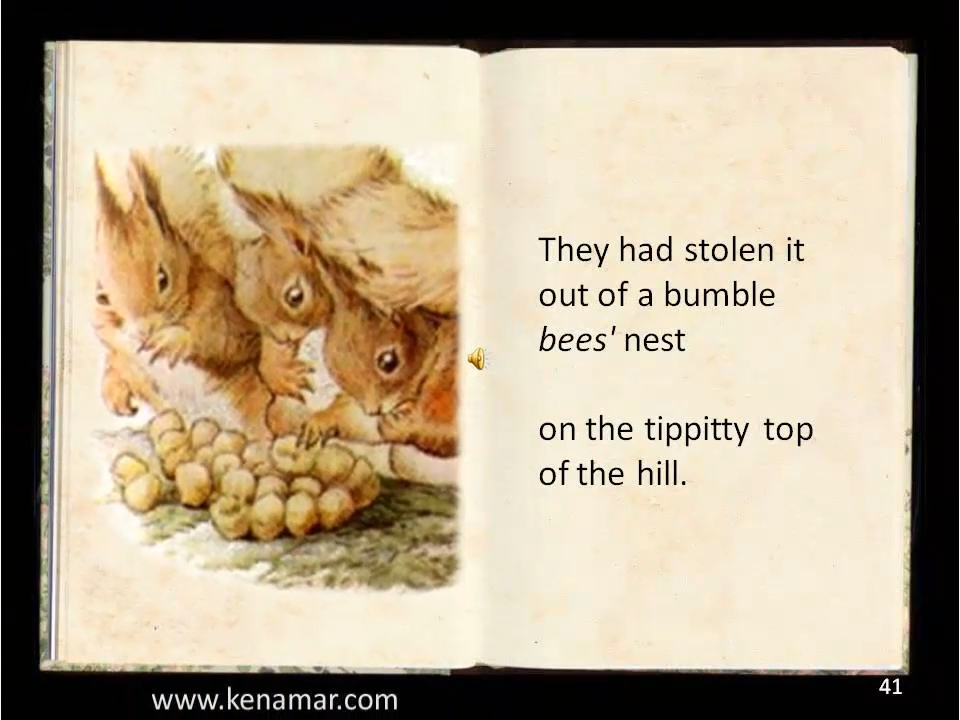 They had stolen it
out of a bumble
bees' nest
on the tippitty top
of the hill.
www.kenamar.com
41